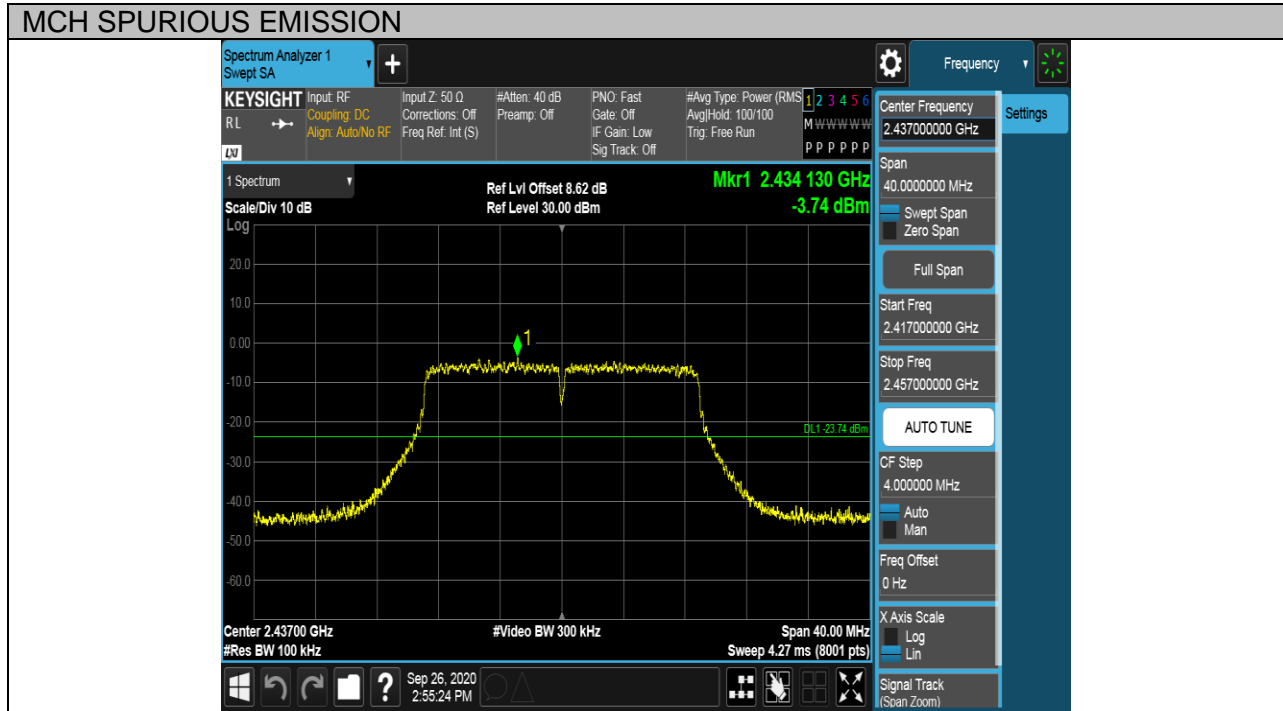 MCH SPURIOUS EMISSION
Spectrum Analyzer 1
Swept SA
Frequency
KEYSIGHT
RL
LXI
Input: RF
Coupling: DC
Align: Auto/No RF
Input Z: 50 Ω
Corrections: Off
Freq Ref: Int (S)
#Atten: 40 dB
Preamp: Off
PNO: Fast
Gate: Off
IF Gain: Low
Sig Track: Off
#Avg Type: Power (RMS
Avg|Hold: 100/100
Trig: Free Run
1 2 3 4 5 6
M W W W W W
P P P P P P
1 Spectrum
Scale/Div 10 dB
Ref Lvl Offset 8.62 dB
Ref Level 30.00 dBm
Mkr1 2.434 130 GHz
-3.74 dBm
Log
20.0
10.0
0.00
-10.0
-20.0
-30.0
-40.0
-50.0
-60.0
1
DL1 -23.74 dBm
Center 2.43700 GHz
#Res BW 100 kHz
#Video BW 300 kHz
Span 40.00 MHz
Sweep 4.27 ms (8001 pts)
?
Sep 26, 2020
2:55:24 PM
Center Frequency
2.437000000 GHz
Settings
Span
40.0000000 MHz
Swept Span
Zero Span
Full Span
Start Freq
2.417000000 GHz
Stop Freq
2.457000000 GHz
AUTO TUNE
CF Step
4.000000 MHz
Auto
Man
Freq Offset
0 Hz
X Axis Scale
Log
Lin
Signal Track
(Span Zoom)